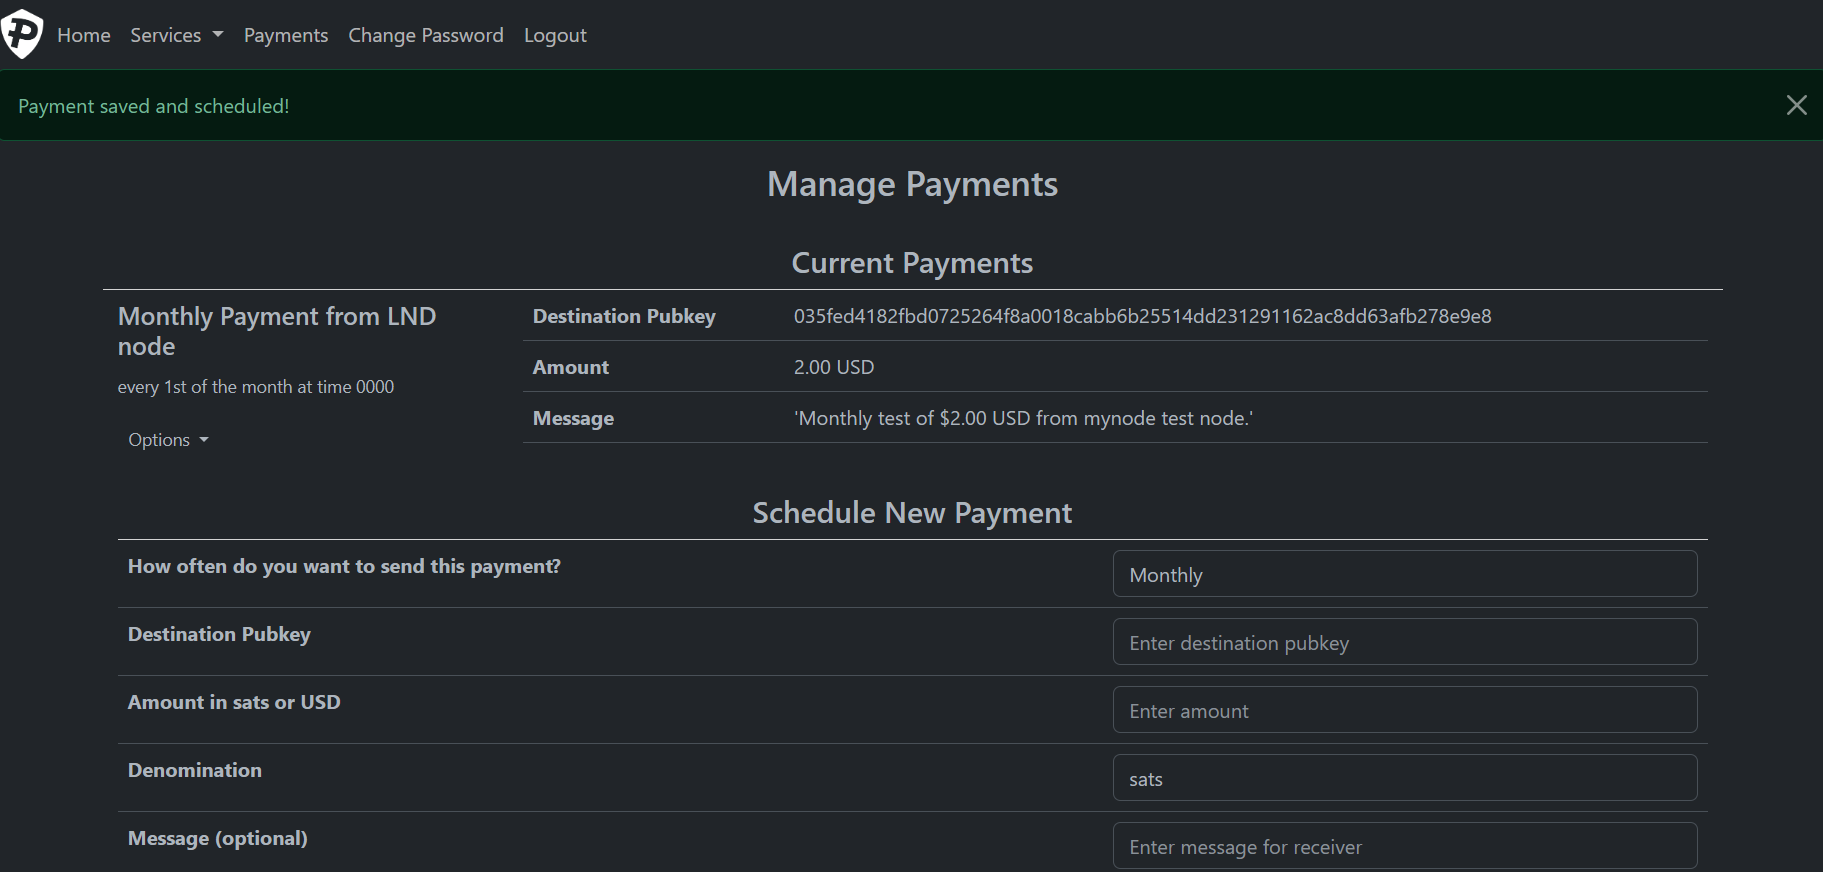 Home Services Payments Change Password Logout
Payment saved and scheduled!
Manage Payments
Current Payments
Monthly Payment from LND
node
every 1st of the month at time 0000
Options
Destination Pubkey 035fed4182fbd0725264f8a0018cabb6b25514dd231291162ac8dd63afb278e9e8
Amount 2.00 USD
Message 'Monthly test of $2.00 USD from mynode test node.'
Schedule New Payment
How often do you want to send this payment? Monthly
Destination Pubkey Enter destination pubkey
Amount in sats or USD Enter amount
Denomination sats
Message (optional) Enter message for receiver